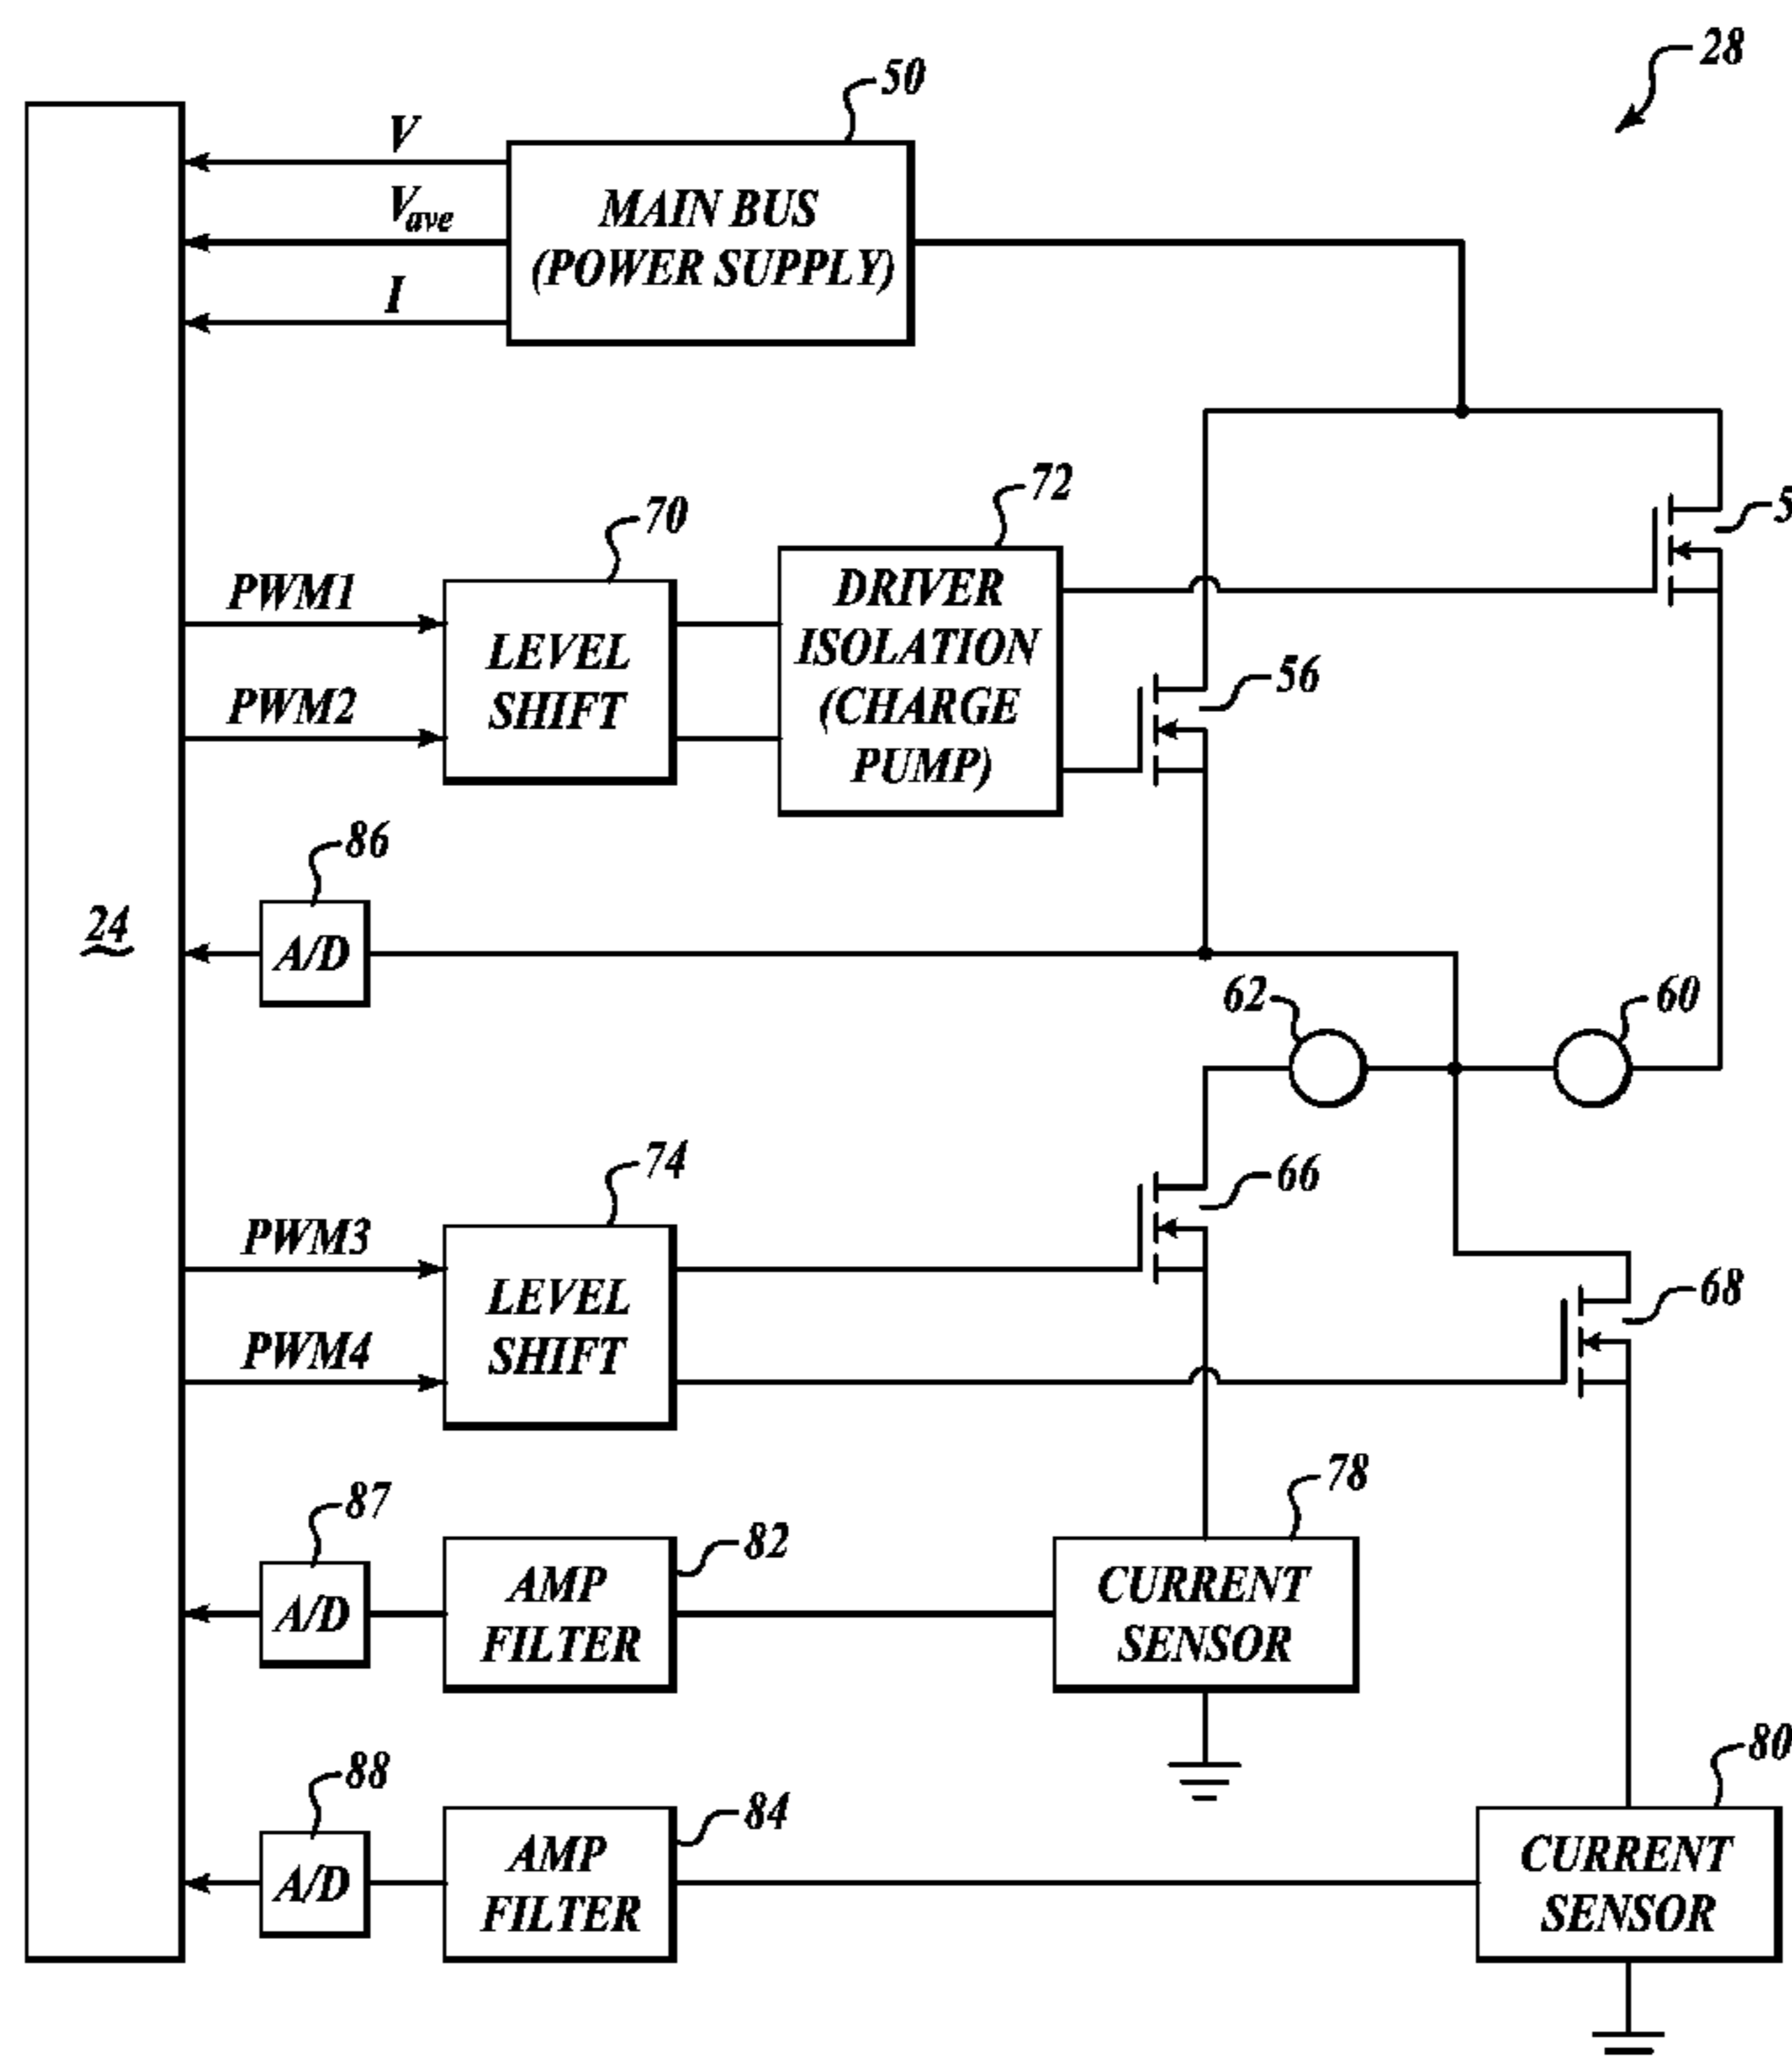 28
50
V
MAIN BUS
(POWER SUPPLY)
Vave
I
72
70
5
DRIVER
ISOLATION
(CHARGE
PUMP)
PWM1
LEVEL
SHIFT
PWM2
56
86
24
A/D
62
60
74
66
PWM3
LEVEL
SHIFT
PWM4
68
87
82
78
A/D
AMP
FILTER
CURRENT
SENSOR
88
84
80
A/D
AMP
FILTER
CURRENT
SENSOR